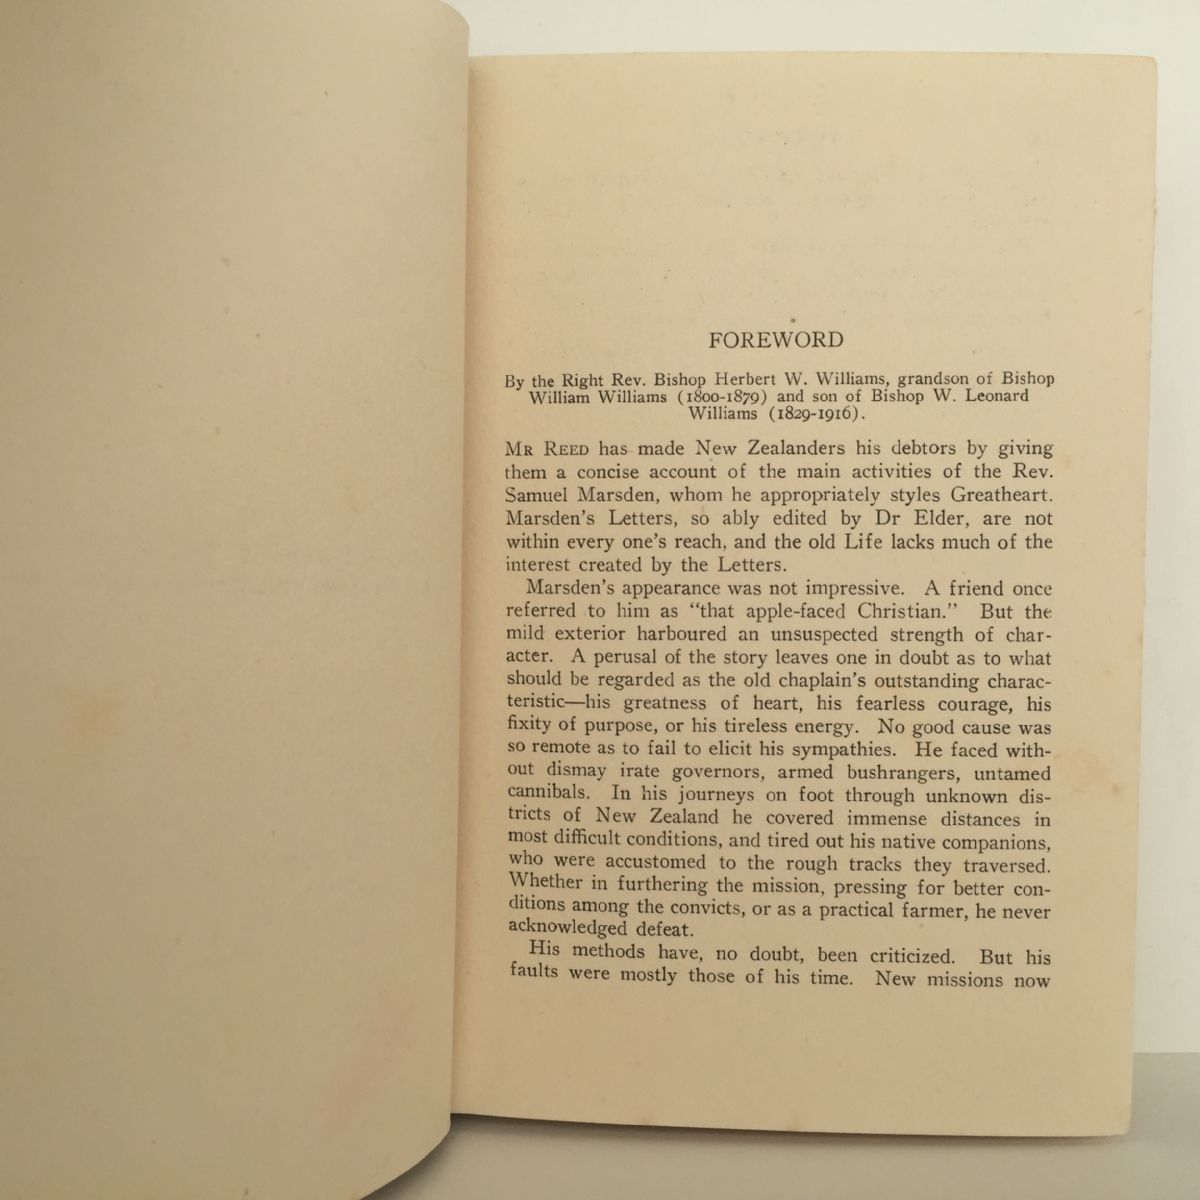 FOREWORD
By the Right Rev. Bishop Herbert W. Williams, grandson of Bishop
William Williams (1800-1879) and son of Bishop W. Leonard
Williams (1829-1916).
MR REED has made New Zealanders his debtors by giving
them a concise account of the main activities of the Rev.
Samuel Marsden, whom he appropriately styles Greatheart.
Marsden's Letters, so ably edited by Dr Elder, are not
within every one's reach, and the old Life lacks much of the
interest created by the Letters.
Marsden's appearance was not impressive. A friend once
referred to him as "that apple-faced Christian." But the
mild exterior harboured an unsuspected strength of char-
acter. A perusal of the story leaves one in doubt as to what
should be regarded as the old chaplain's outstanding charac-
teristic—his greatness of heart, his fearless courage, his
fixity of purpose, or his tireless energy. No good cause was
so remote as to fail to elicit his sympathies. He faced with-
out dismay irate governors, armed bushrangers, untamed
cannibals. In his journeys on foot through unknown dis-
tricts of New Zealand he covered immense distances in
most difficult conditions, and tired out his native companions,
who were accustomed to the rough tracks they traversed.
Whether in furthering the mission, pressing for better con-
ditions among the convicts, or as a practical farmer, he never
acknowledged defeat.
His methods have, no doubt, been criticized. But his
faults were mostly those of his time. New missions now